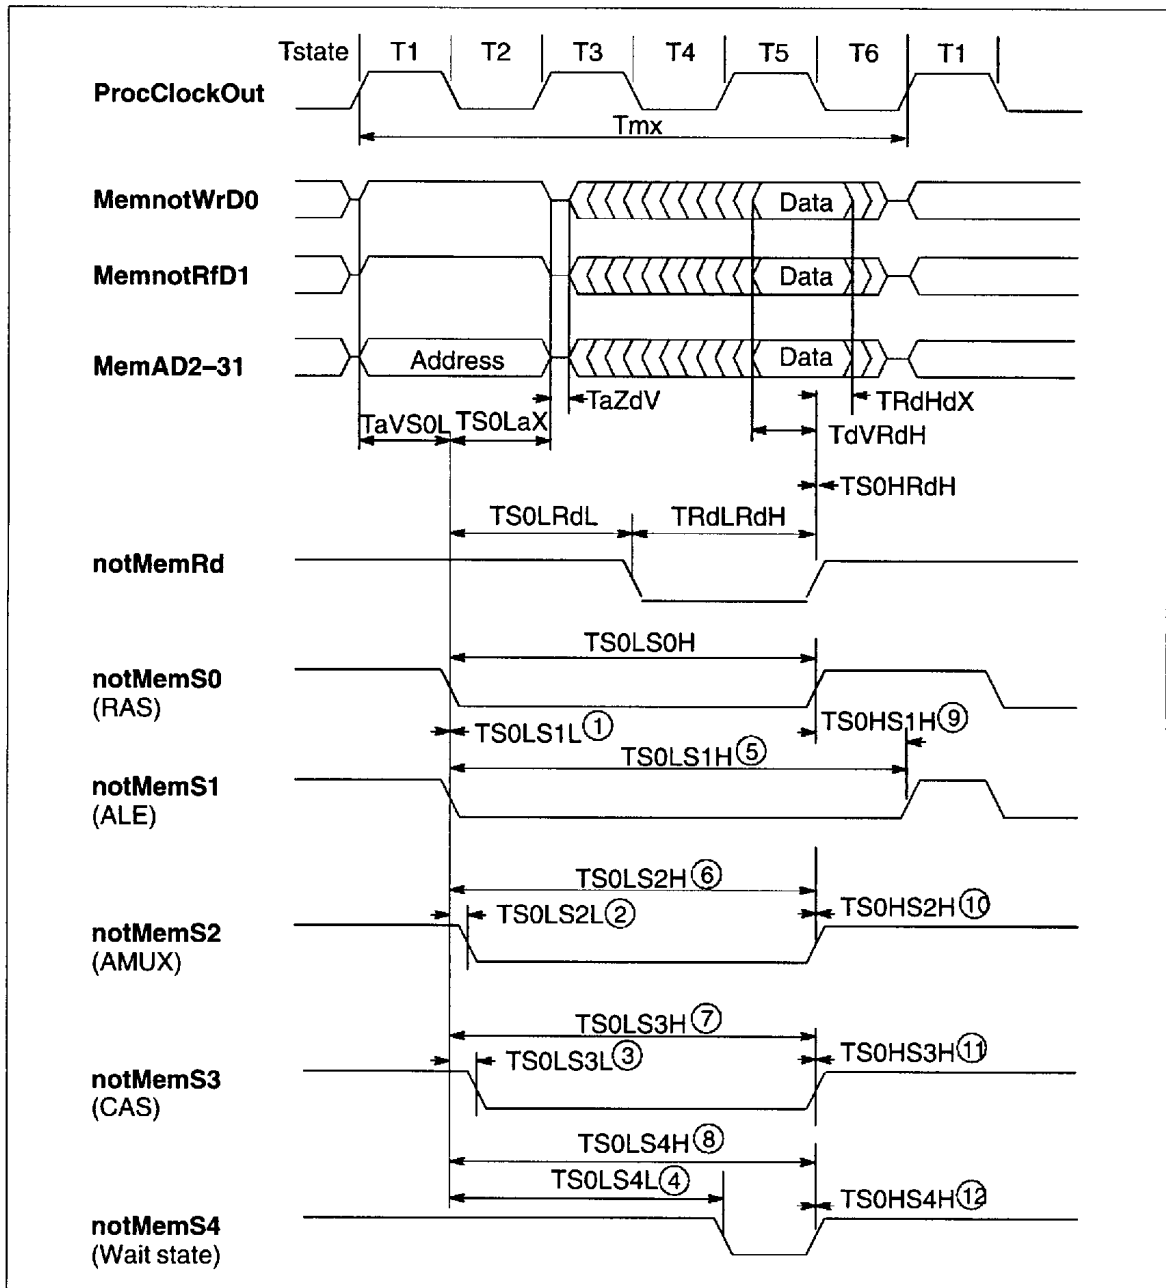 Tstate T1 T2 T3 T4 T5 T6 T1
ProcClockOut
Tmx
MemnotWrD0 Data
MemnotRfD1 Data
MemAD2–31 Address Data
TaZdV TRdHdX
TaVS0L TS0LaX TdVRdH
TS0HRdH
TS0LRdL TRdLRdH
notMemRd
TS0LS0H
notMemS0
(RAS)
TS0LS1L① TS0HS1H⑨
TS0LS1H⑤
notMemS1
(ALE)
TS0LS2H⑥
TS0LS2L② TS0HS2H⑩
notMemS2
(AMUX)
TS0LS3H⑦
TS0LS3L③ TS0HS3H⑪
notMemS3
(CAS)
TS0LS4H⑧
TS0LS4L④ TS0HS4H⑫
notMemS4
(Wait state)